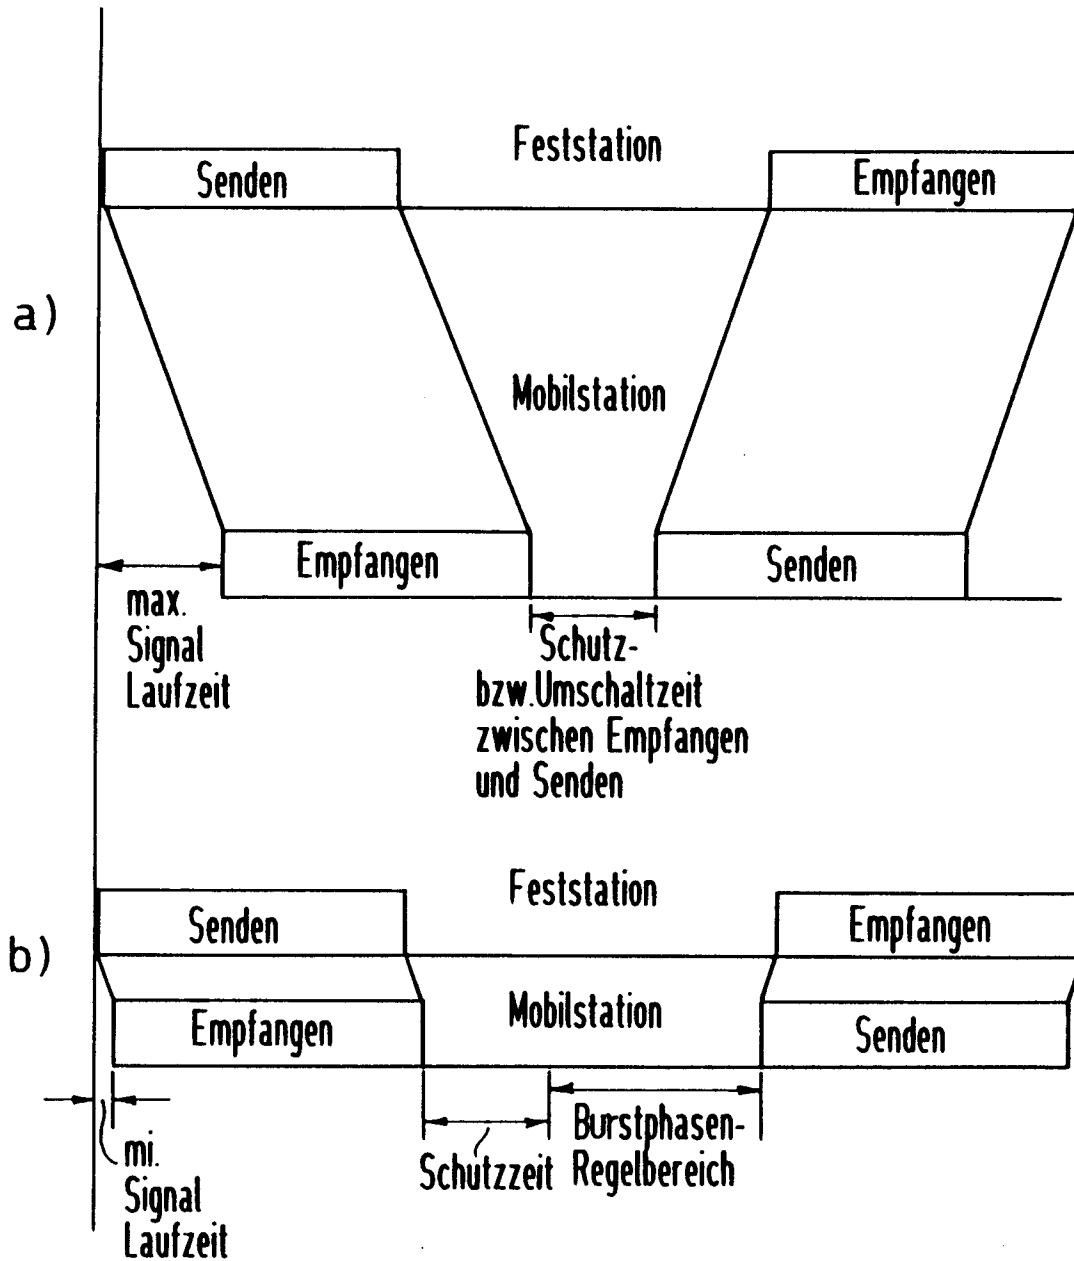 Feststation
Senden
Empfangen
a)
Mobilstation
Empfangen
Senden
max.
Signal
Laufzeit
Schutz-
bzw.Umschaltzeit
zwischen Empfangen
und Senden
Feststation
Senden
Empfangen
b)
Mobilstation
Empfangen
Senden
mi.
Signal
Laufzeit
Schutzzeit
Burstphasen-
Regelbereich